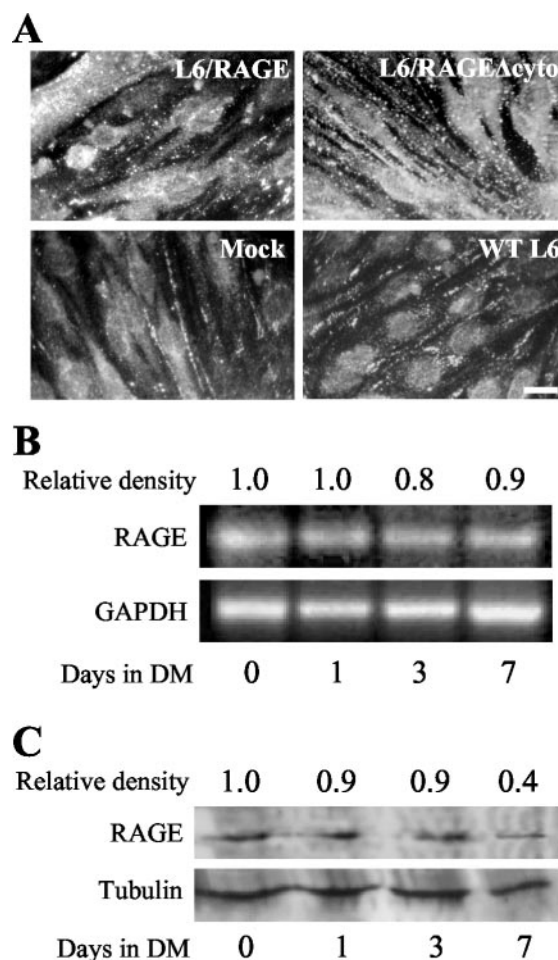 A
L6/RAGE
L6/RAGEΔcyto
Mock
WT L6
B
Relative density 1.0 1.0 0.8 0.9
RAGE
GAPDH
Days in DM 0 1 3 7
C
Relative density 1.0 0.9 0.9 0.4
RAGE
Tubulin
Days in DM 0 1 3 7